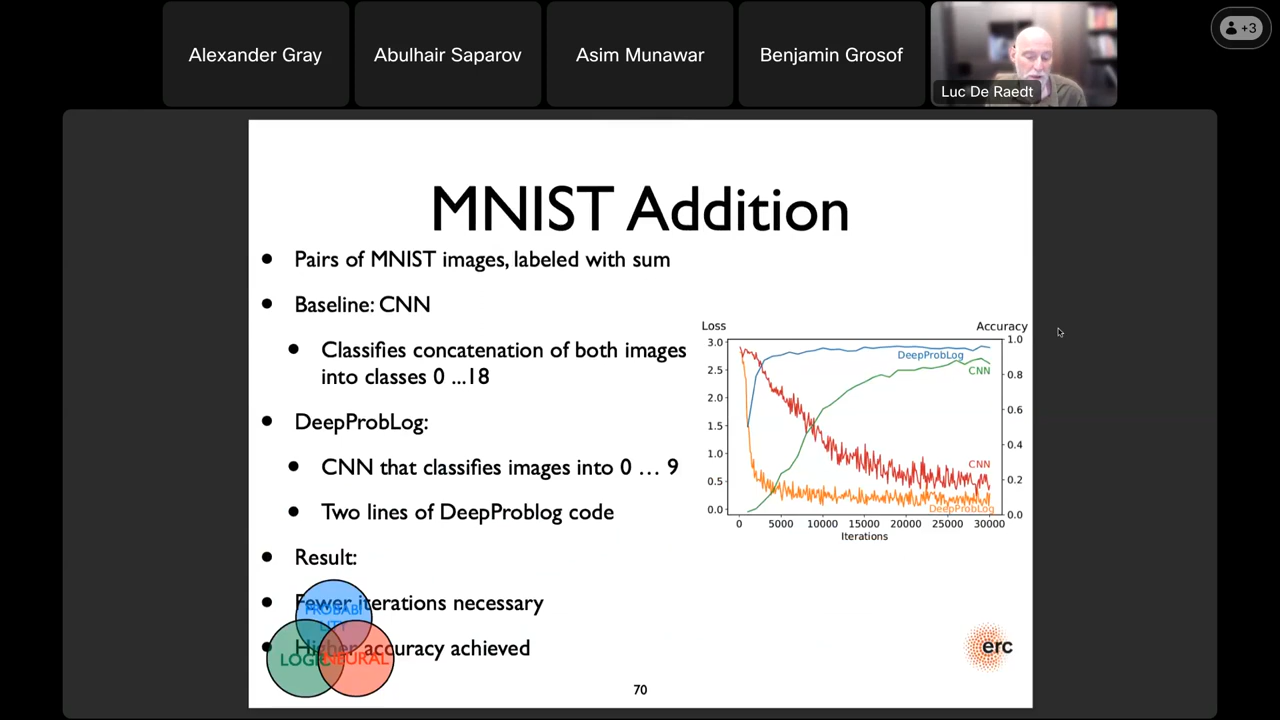 Alexander Gray
Abulhair Saparov
Asim Munawar
Benjamin Grosof
Luc De Raedt
+3
MNIST Addition
Pairs of MNIST images, labeled with sum
Baseline: CNN
Classifies concatenation of both images
into classes 0 ...18
DeepProbLog:
CNN that classifies images into 0 … 9
Two lines of DeepProblog code
Result:
Fewer iterations necessary
Higher accuracy achieved
PROBABI
LITY
LOGIC
NEURAL
Loss
Accuracy
3.0
2.5
2.0
1.5
1.0
0.5
0.0
1.0
0.8
0.6
0.4
0.2
0.0
DeepProbLog
CNN
CNN
DeepProbLog
0 5000 10000 15000 20000 25000 30000
Iterations
erc
70